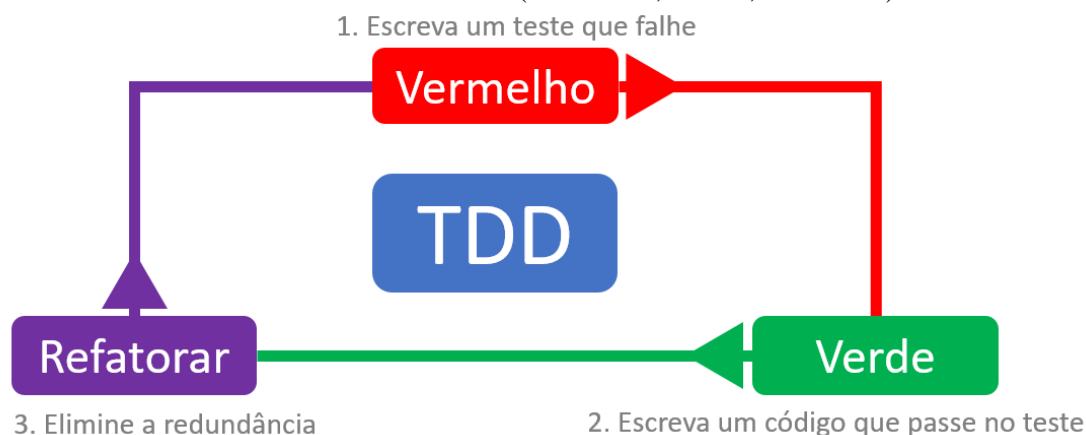 1. Escreva um teste que falhe
Vermelho
TDD
Refatorar
Verde
3. Elimine a redundância
2. Escreva um código que passe no teste